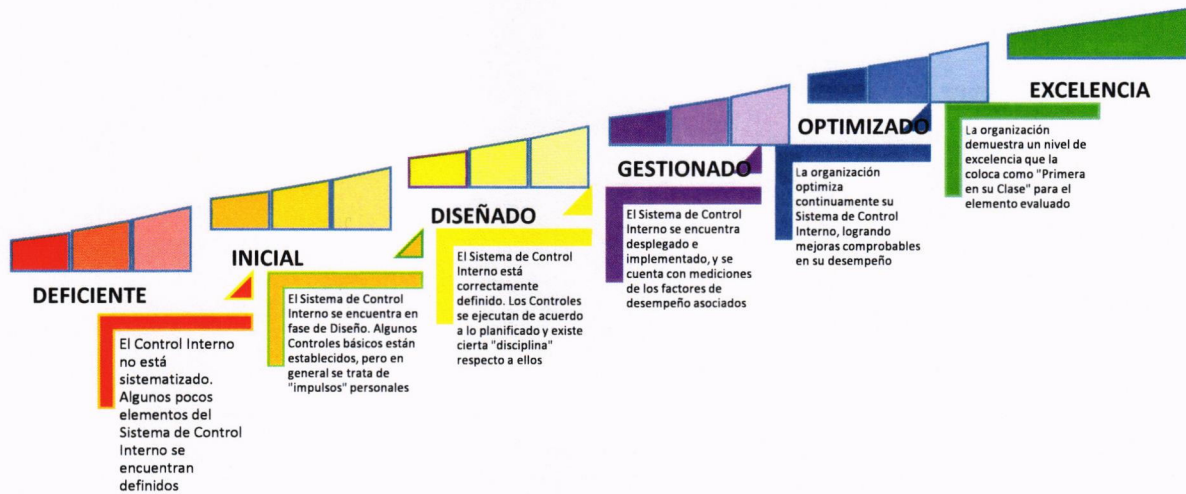 DEFICIENTE
El Control Interno
no está
sistematizado.
Algunos pocos
elementos del
Sistema de Control
Interno se
encuentran
definidos
INICIAL
El Sistema de Control
Interno se encuentra en
fase de Diseño. Algunos
Controles básicos están
establecidos, pero en
general se trata de
"impulsos" personales
DISEÑADO
El Sistema de Control
Interno está
correctamente
definido. Los Controles
se ejecutan de acuerdo
a lo planificado y existe
cierta "disciplina"
respecto a ellos
GESTIONADO
El Sistema de Control
Interno se encuentra
desplegado e
implementado, y se
cuenta con mediciones
de los factores de
desempeño asociados
OPTIMIZADO
La organización
optimiza
continuamente su
Sistema de Control
Interno, logrando
mejoras comprobables
en su desempeño
EXCELENCIA
La organización
demuestra un nivel de
excelencia que la
coloca como "Primera
en su Clase" para el
elemento evaluado